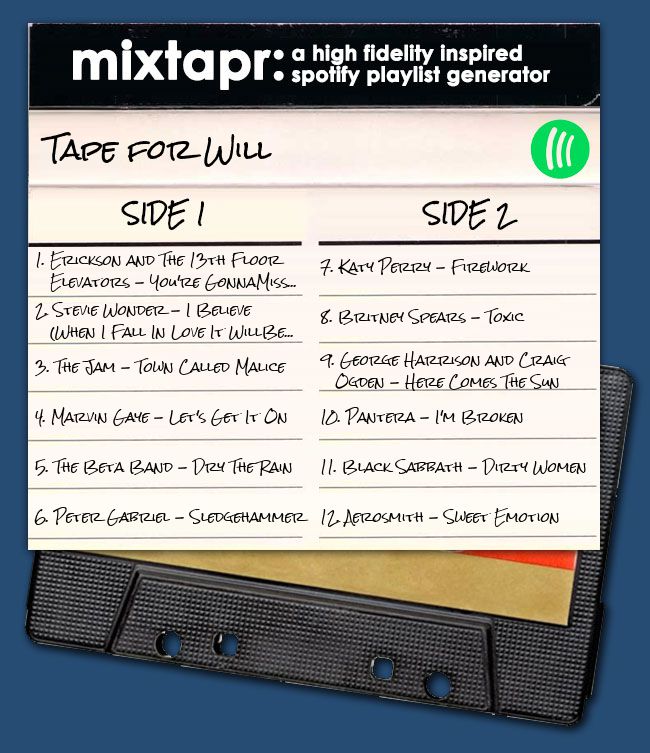 mixtapr: a high fidelity inspired
spotify playlist generator
Tape for Will
SIDE 1
1. Erickson and The 13th Floor
Elevators – You're GonnaMiss...
2. Stevie Wonder – I Believe
(When I Fall In Love It WillBe...
3. The Jam – Town Called Malice
4. Marvin Gaye – Let's Get It On
5. The Beta Band – Dry The Rain
6. Peter Gabriel – Sledgehammer
SIDE 2
7. Katy Perry – Firework
8. Britney Spears – Toxic
9. George Harrison and Craig
Ogden – Here Comes The Sun
10. Pantera – I'm Broken
11. Black Sabbath – Dirty Women
12. Aerosmith – Sweet Emotion